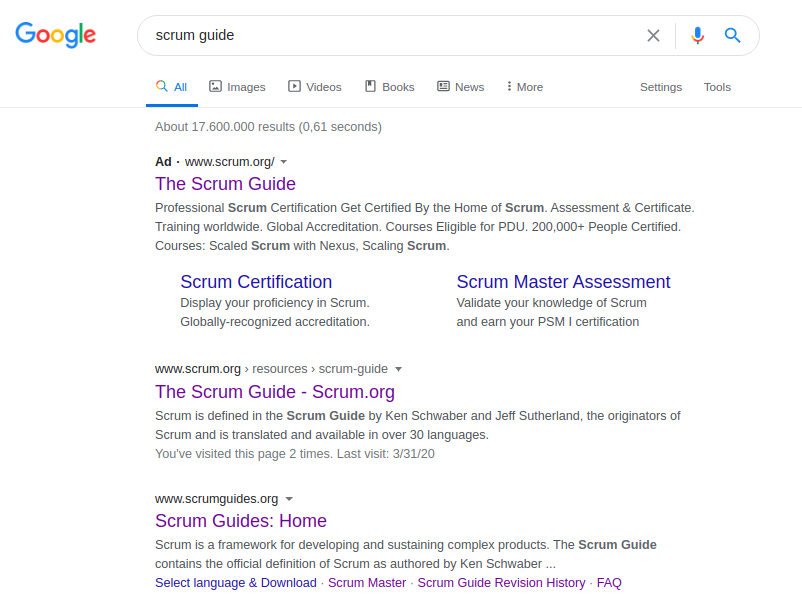 Google
scrum guide
All Images Videos Books News More Settings Tools
About 17.600.000 results (0,61 seconds)
Ad · www.scrum.org/
The Scrum Guide
Professional Scrum Certification Get Certified By the Home of Scrum. Assessment & Certificate.
Training worldwide. Global Accreditation. Courses Eligible for PDU. 200,000+ People Certified.
Courses: Scaled Scrum with Nexus, Scaling Scrum.
Scrum Certification
Display your proficiency in Scrum.
Globally-recognized accreditation.
Scrum Master Assessment
Validate your knowledge of Scrum
and earn your PSM I certification
www.scrum.org › resources › scrum-guide
The Scrum Guide - Scrum.org
Scrum is defined in the Scrum Guide by Ken Schwaber and Jeff Sutherland, the originators of
Scrum and is translated and available in over 30 languages.
You've visited this page 2 times. Last visit: 3/31/20
www.scrumguides.org
Scrum Guides: Home
Scrum is a framework for developing and sustaining complex products. The Scrum Guide
contains the official definition of Scrum as authored by Ken Schwaber ...
Select language & Download · Scrum Master · Scrum Guide Revision History · FAQ